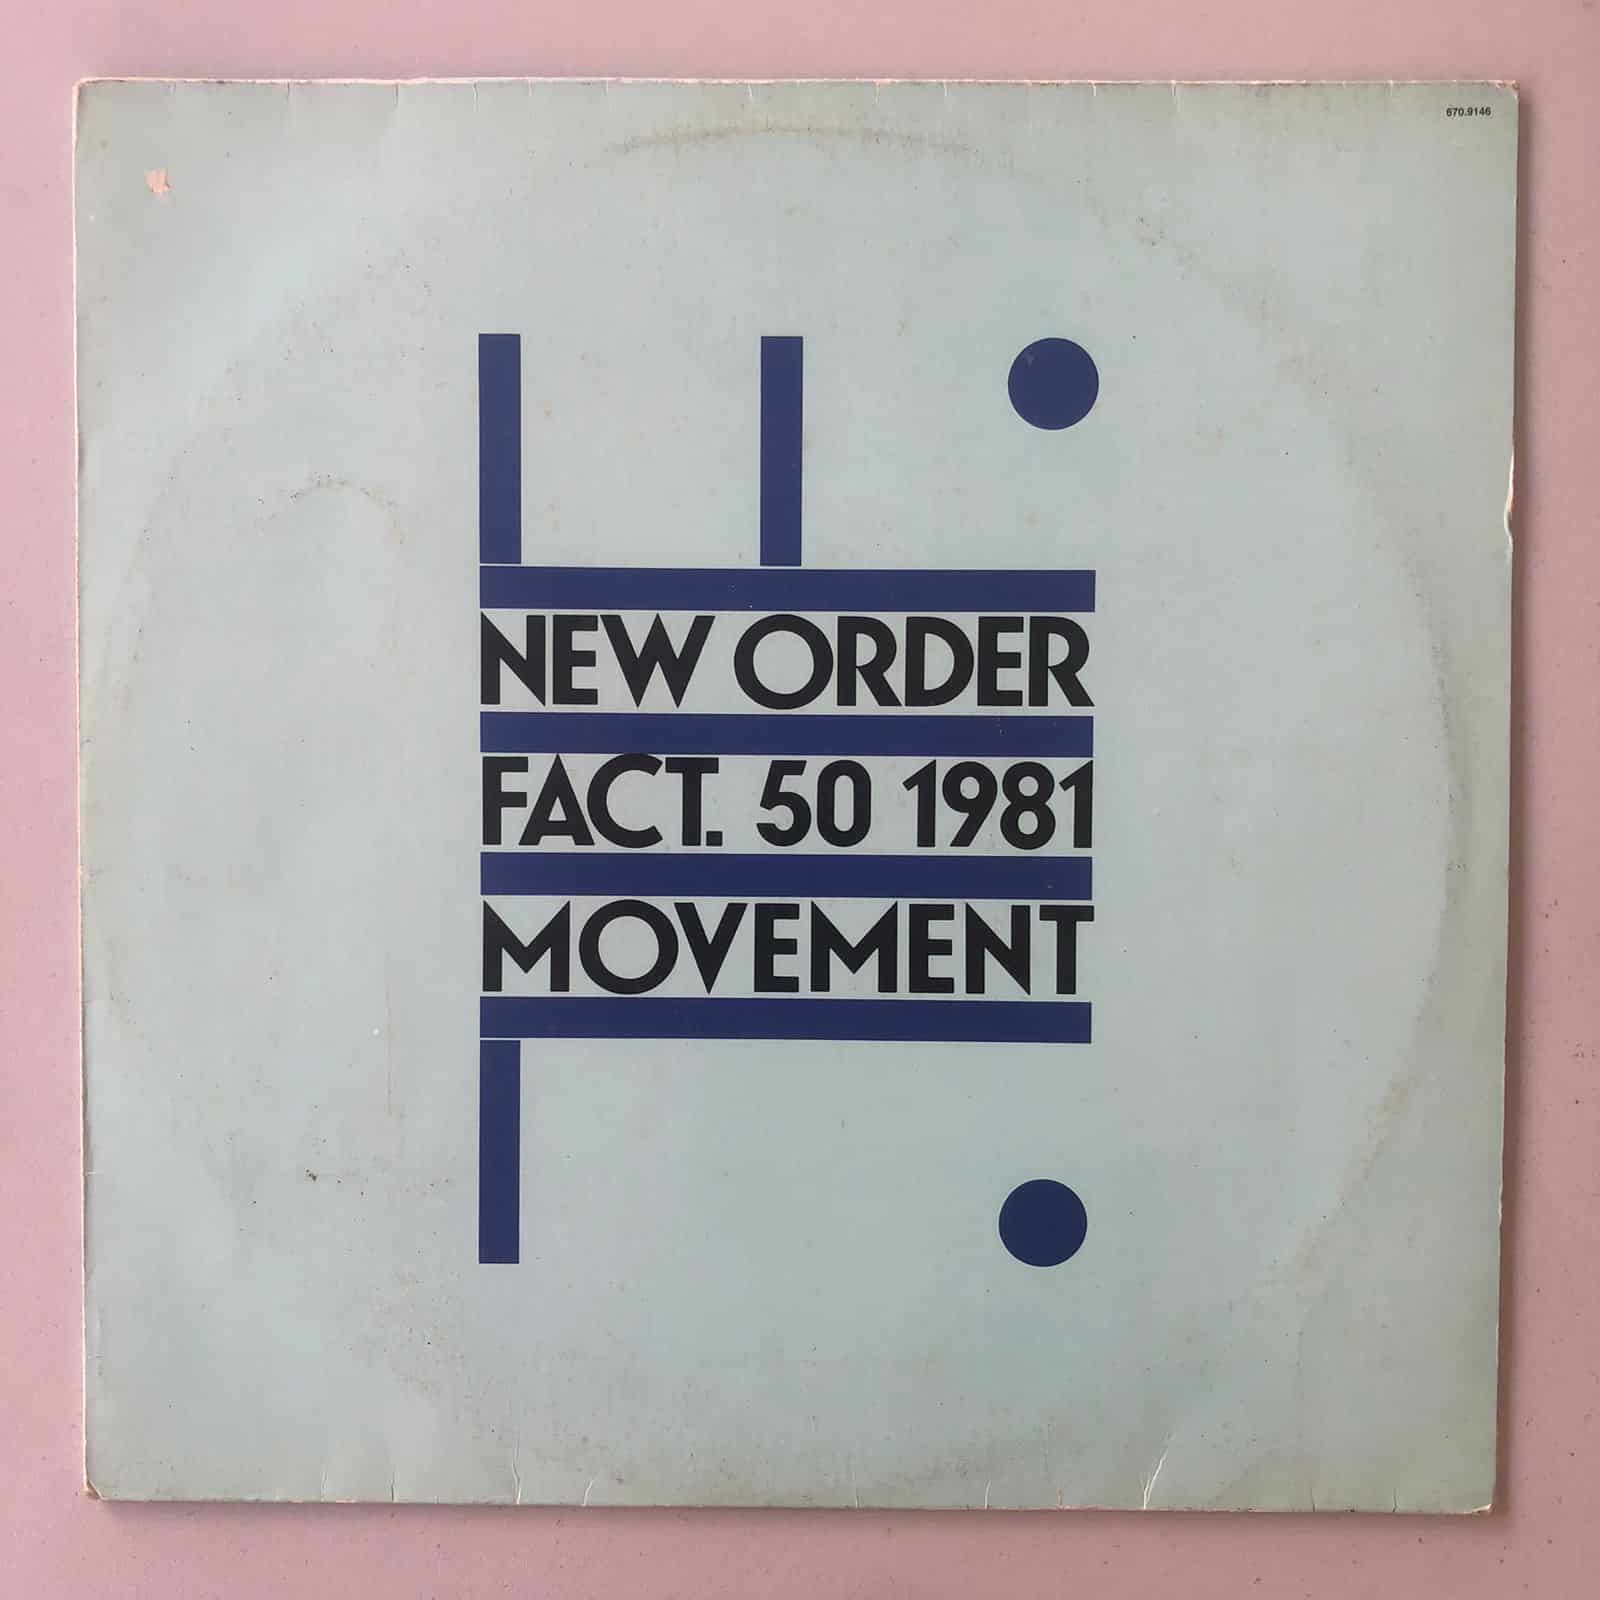 670.9146
NEW ORDER
FACT. 50 1981
MOVEMENT